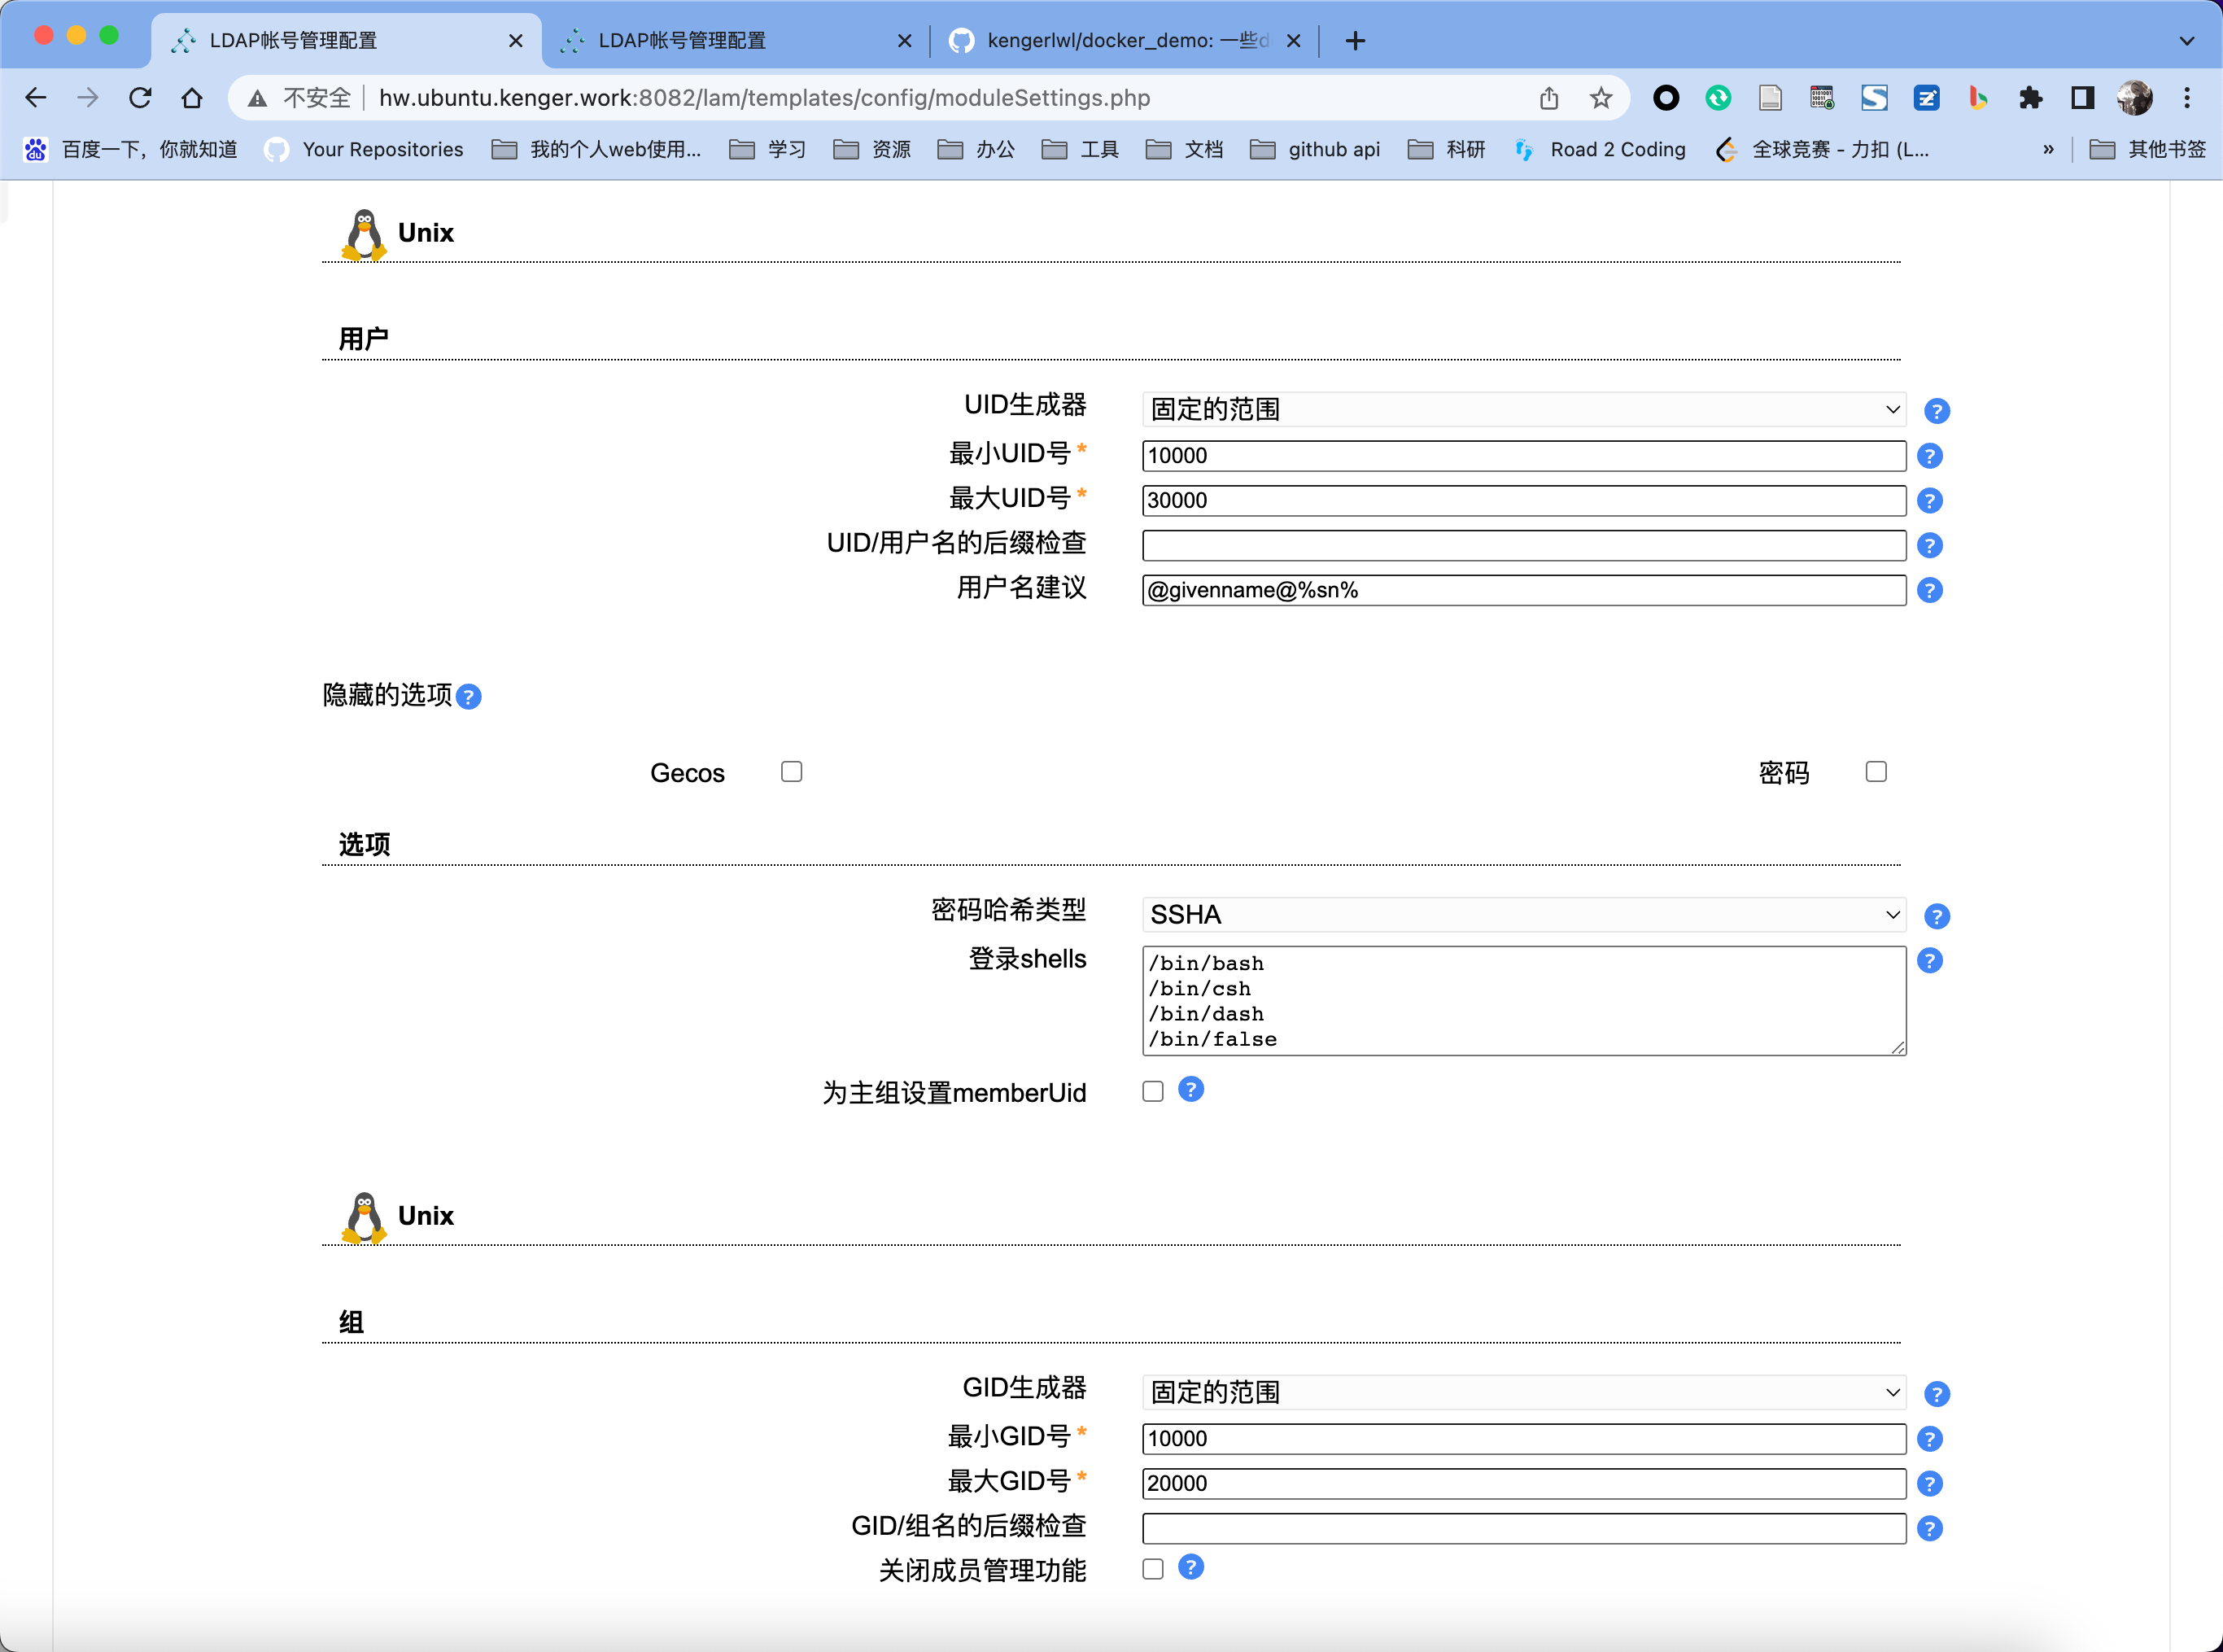 LDAP帐号管理配置
LDAP帐号管理配置
kengerlwl/docker_demo: 一些d
不安全 hw.ubuntu.kenger.work:8082/lam/templates/config/moduleSettings.php
百度一下，你就知道 Your Repositories 我的个人web使用... 学习 资源 办公 工具 文档 github api 科研 Road 2 Coding 全球竞赛 - 力扣 (L... » 其他书签
Unix
用户
UID生成器 固定的范围
最小UID号* 10000
最大UID号* 30000
UID/用户名的后缀检查
用户名建议 @givenname@%sn%
隐藏的选项
Gecos 密码
选项
密码哈希类型 SSHA
登录shells /bin/bash
/bin/csh
/bin/dash
/bin/false
为主组设置memberUid
Unix
组
GID生成器 固定的范围
最小GID号* 10000
最大GID号* 20000
GID/组名的后缀检查
关闭成员管理功能